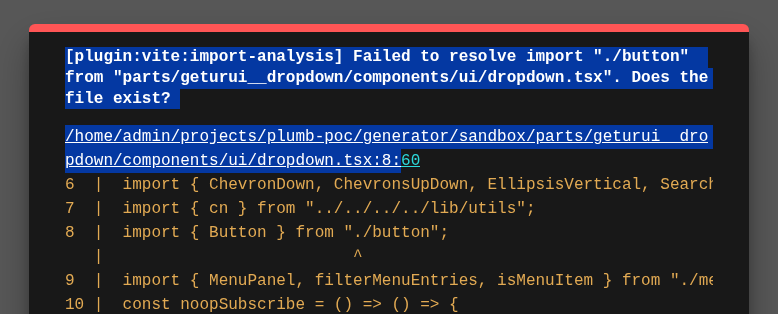 [plugin:vite:import-analysis] Failed to resolve import "./button"
from "parts/geturui__dropdown/components/ui/dropdown.tsx". Does the
file exist?
/home/admin/projects/plumb-poc/generator/sandbox/parts/geturui__dro
pdown/components/ui/dropdown.tsx:8:60
6  |  import { ChevronDown, ChevronsUpDown, EllipsisVertical, Search
7  |  import { cn } from "../../../../lib/utils";
8  |  import { Button } from "./button";
   |                          ^
9  |  import { MenuPanel, filterMenuEntries, isMenuItem } from "./me
10 |  const noopSubscribe = () => () => {